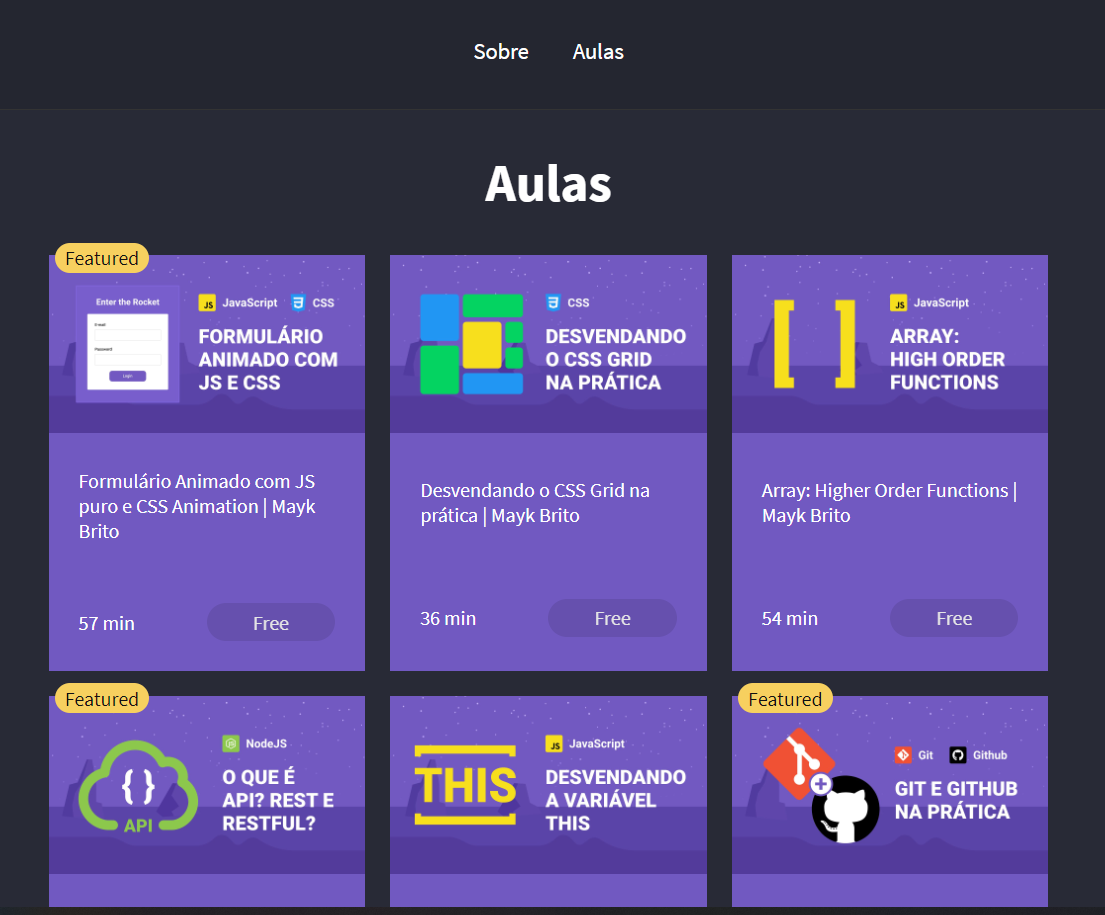 Sobre Aulas
Aulas
Featured
Enter the Rocket
E-mail
Password
Login
JS JavaScript CSS
FORMULÁRIO
ANIMADO COM
JS E CSS
Formulário Animado com JS
puro e CSS Animation | Mayk
Brito
57 min Free
CSS
DESVENDANDO
O CSS GRID
NA PRÁTICA
Desvendando o CSS Grid na
prática | Mayk Brito
36 min Free
[ ]
JS JavaScript
ARRAY:
HIGH ORDER
FUNCTIONS
Array: Higher Order Functions |
Mayk Brito
54 min Free
Featured
{ }
API
NodeJS
O QUE É
API? REST E
RESTFUL?
THIS
JS JavaScript
DESVENDANDO
A VARIÁVEL
THIS
Featured
Git Github
GIT E GITHUB
NA PRÁTICA